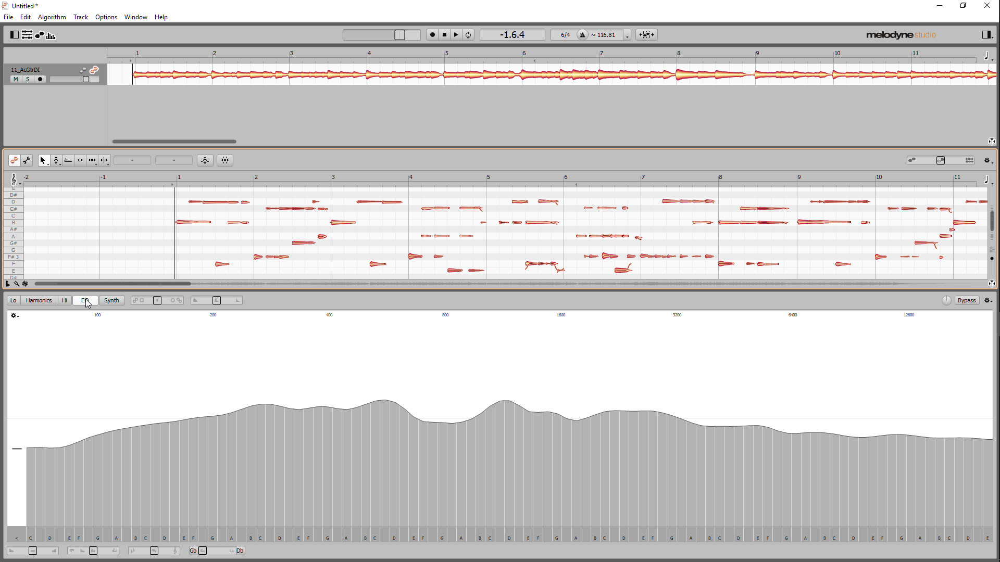 Untitled *
File Edit Algorithm Track Options Window Help
-1.6.4 6/4 ~ 116.81 melodyne studio
1 2 3 4 5 6 7 8 9 10 11
11_AcGtrDI
M S
- -
-2 -1 1 2 3 4 5 6 7 8 9 10 11
E
D#
D
C#
C
B
A#
A
G#
G
F# 3
F
E
D#
Lo Harmonics Hi Synth Bypass
100 200 400 800 1600 3200 6400 12800
< C D E F G A B C D E F G A B C D E F G A B C D E F G A B C D E F G A B C D E F G A B C D E F G A B C D E F G A B C D E
Gb Db